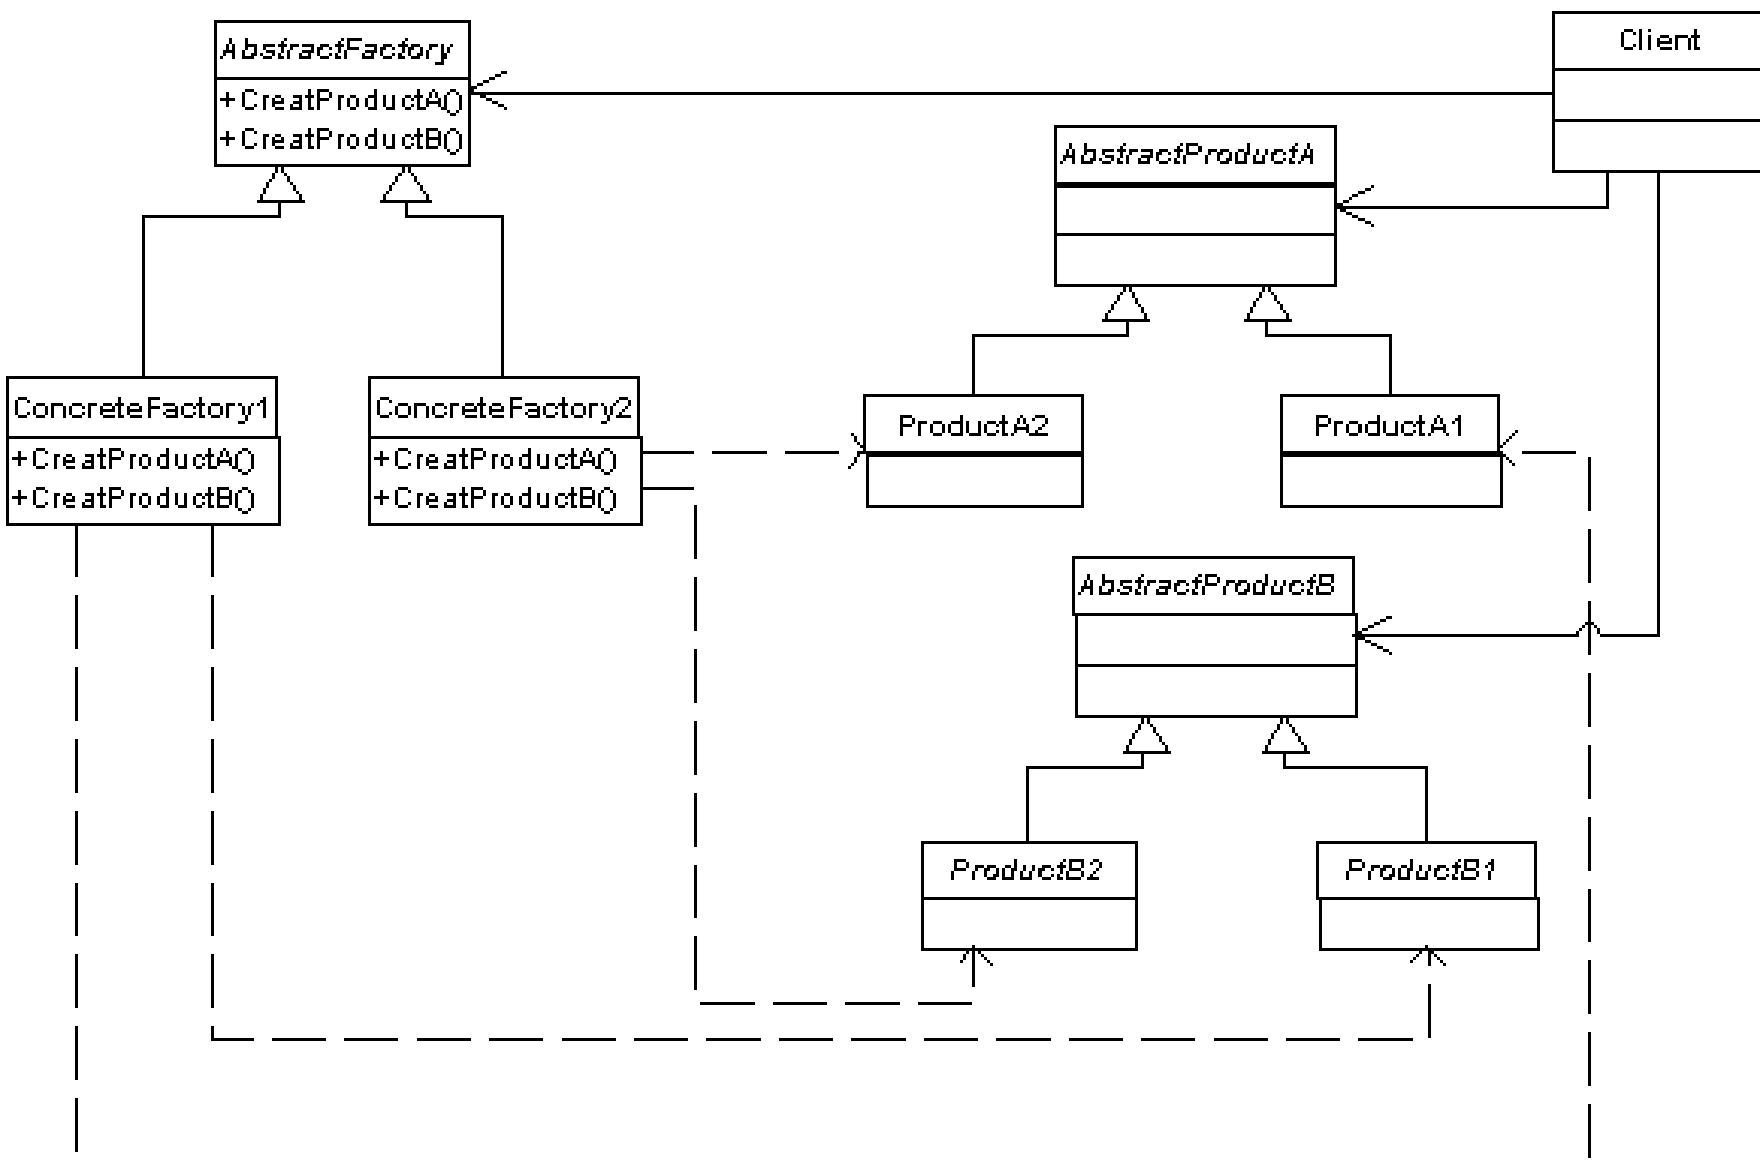 AbstractFactory
+CreatProductA()
+CreatProductB()
Client
AbstractProductA
ConcreteFactory1
+CreatProductA()
+CreatProductB()
ConcreteFactory2
+CreatProductA()
+CreatProductB()
ProductA2
ProductA1
AbstractProductB
ProductB2
ProductB1